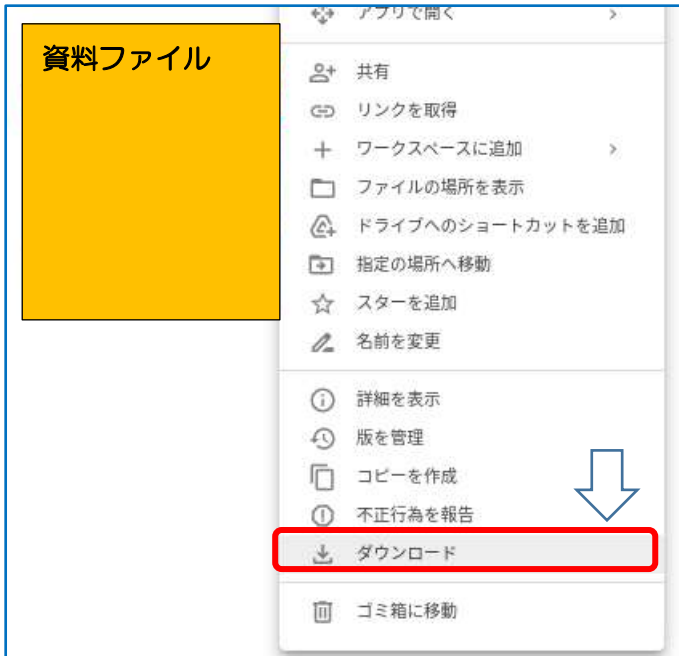 アプリで開く
資料ファイル
共有
リンクを取得
ワークスペースに追加
ファイルの場所を表示
ドライブへのショートカットを追加
指定の場所へ移動
スターを追加
名前を変更
詳細を表示
版を管理
コピーを作成
不正行為を報告
ダウンロード
ゴミ箱に移動